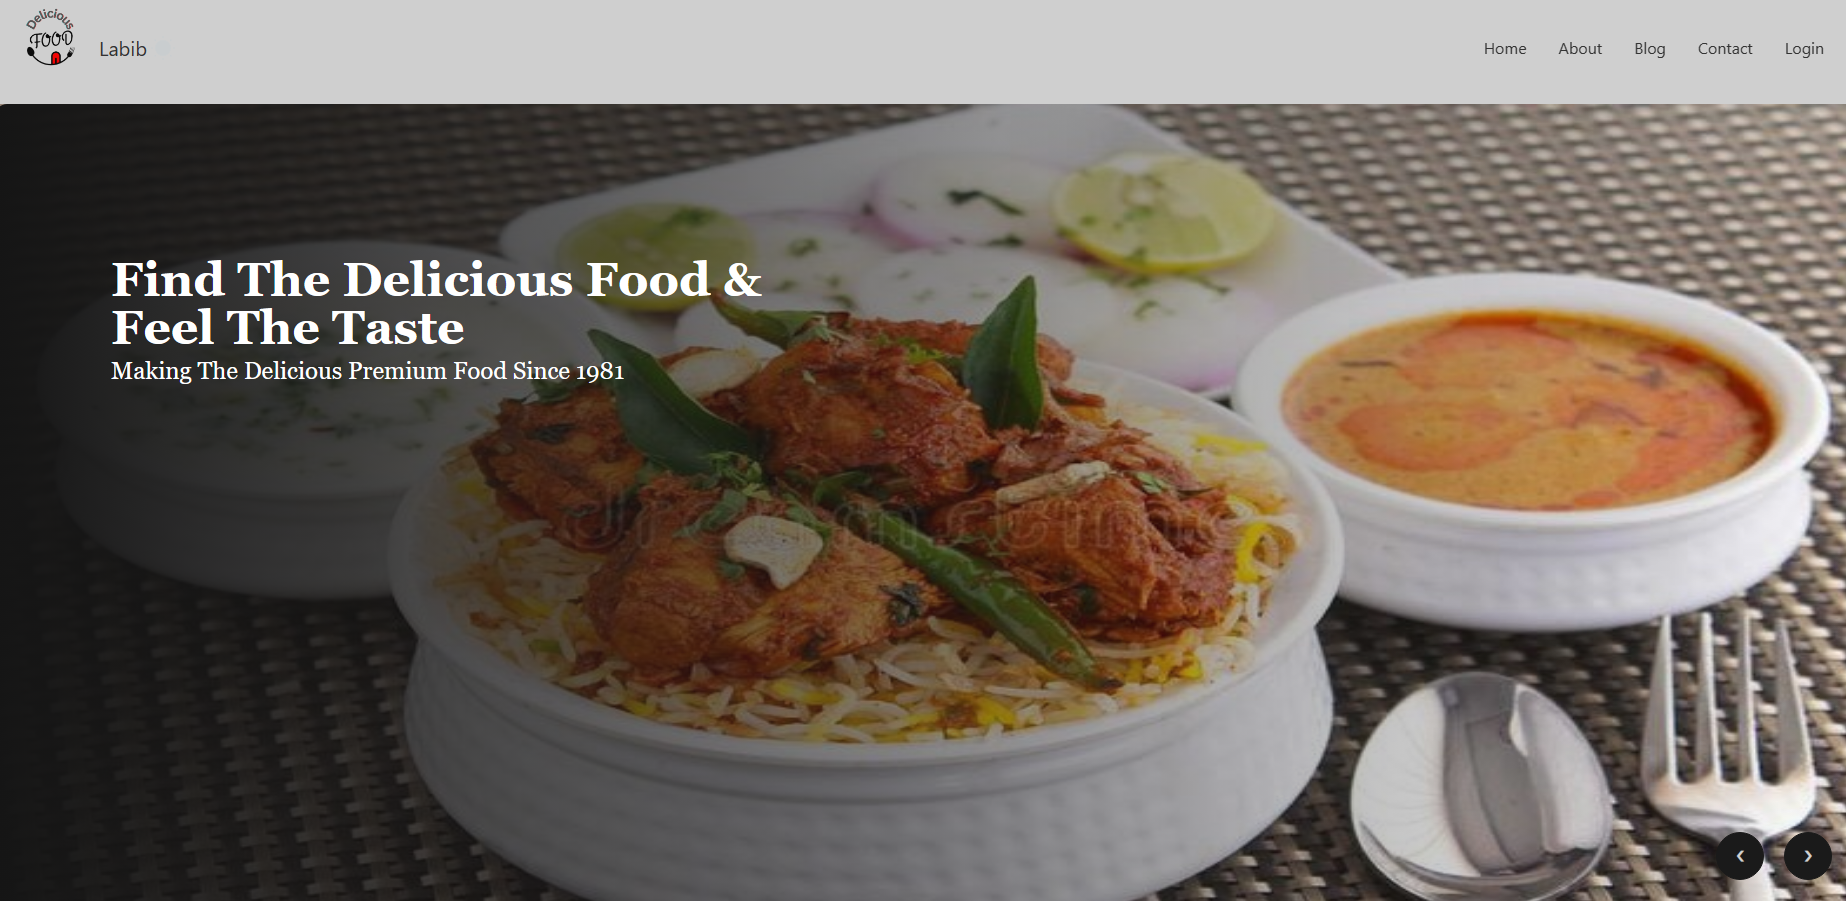 Delicious
FOOD
Labib
Home
About
Blog
Contact
Login
Find The Delicious Food &
Feel The Taste
Making The Delicious Premium Food Since 1981
dreamstime